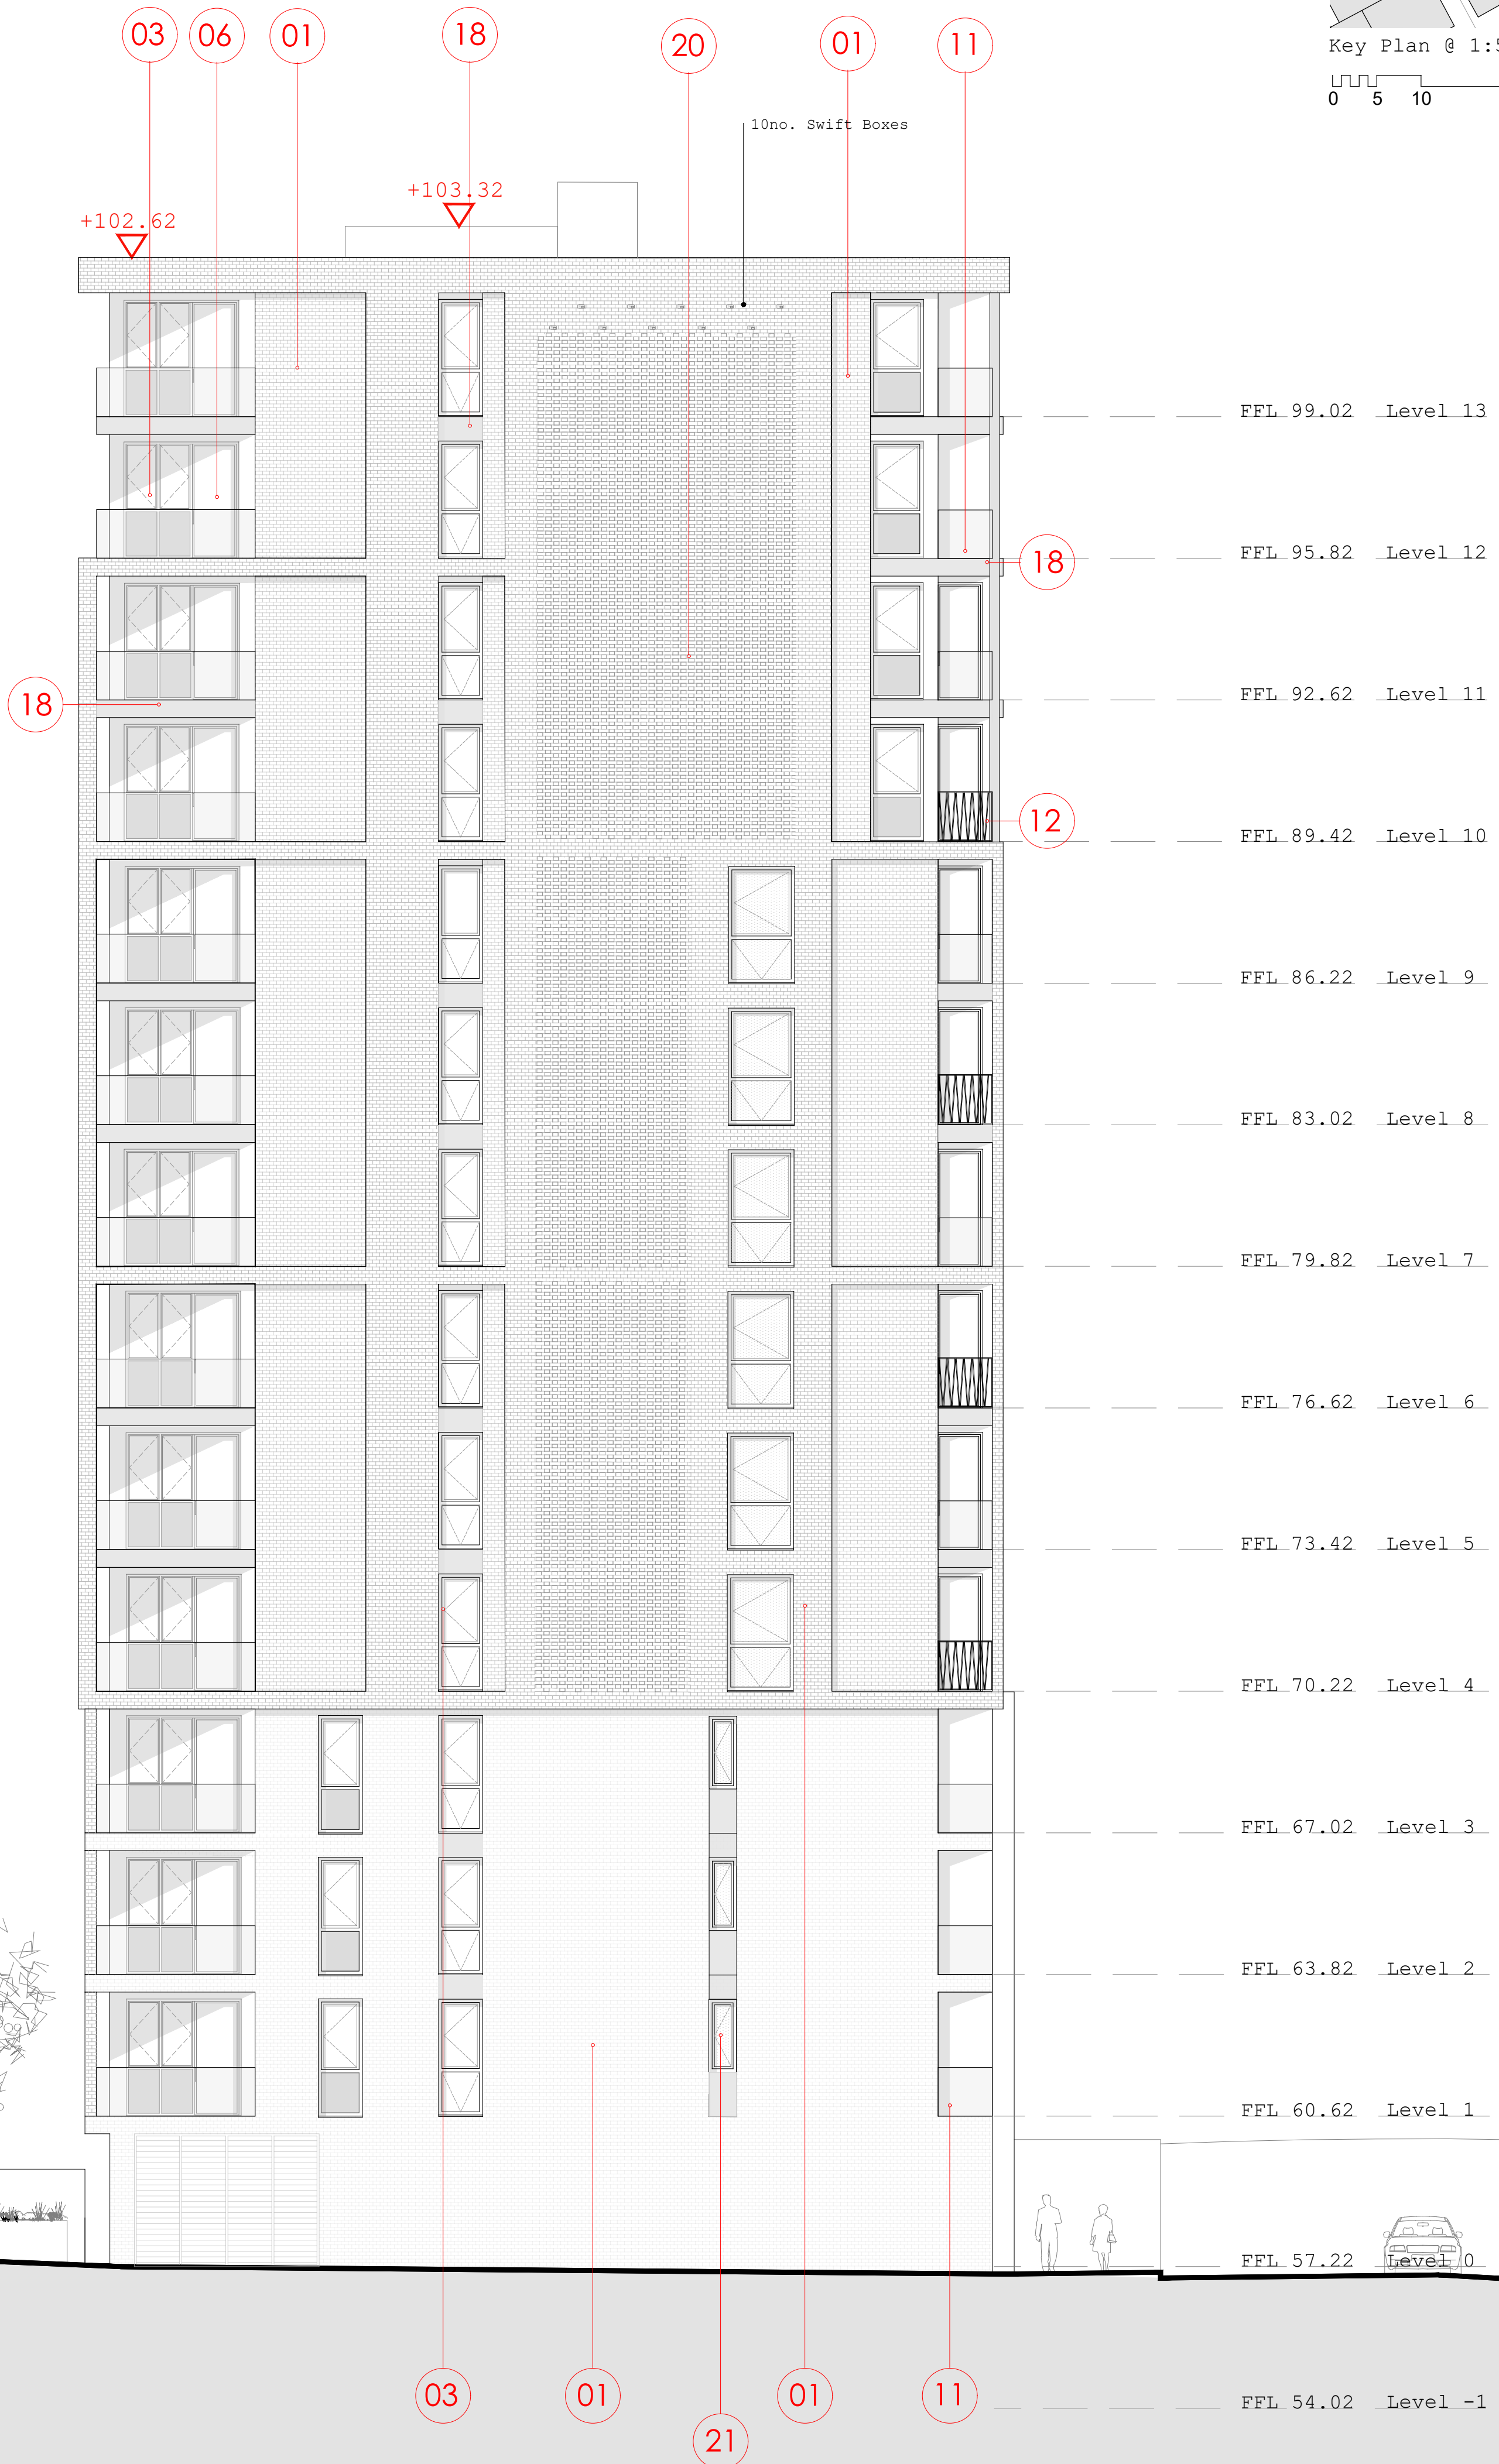 03 06 01 18 20 01 11
Key Plan @ 1:5
0 5 10
10no. Swift Boxes
+103.32
+102.62
FFL 99.02 Level 13
FFL 95.82 Level 12
18
FFL 92.62 Level 11
18
12
FFL 89.42 Level 10
FFL 86.22 Level 9
FFL 83.02 Level 8
FFL 79.82 Level 7
FFL 76.62 Level 6
FFL 73.42 Level 5
FFL 70.22 Level 4
FFL 67.02 Level 3
FFL 63.82 Level 2
FFL 60.62 Level 1
FFL 57.22 Level 0
03 01 01 11
FFL 54.02 Level -1
21